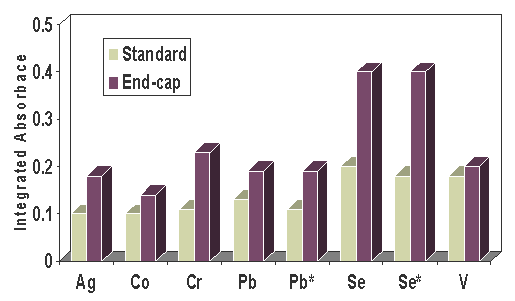 0.5
Standard
End-cap
0.4
0.3
0.2
0.1
0
Integrated Absorbace
Ag Co Cr Pb Pb* Se Se* V